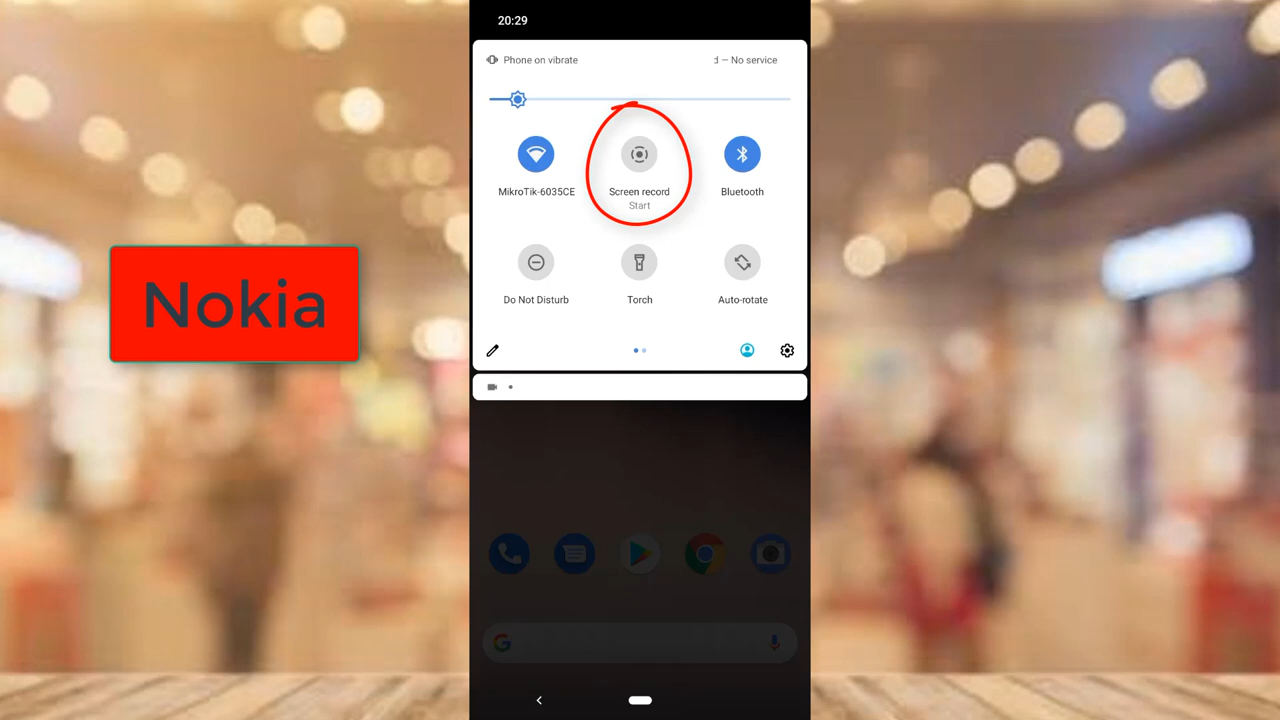 20:29
Phone on vibrate
— No service
MikroTik-6035CE
Screen record
Start
Bluetooth
Nokia
Do Not Disturb
Torch
Auto-rotate